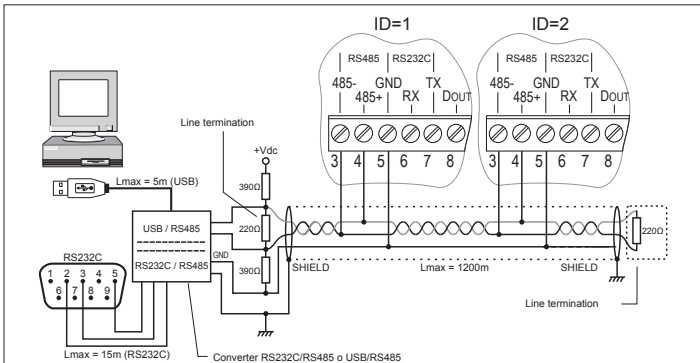 ID=1
ID=2
RS485 RS232C
RS485 RS232C
485- GND TX
485+ RX DOUT
485- GND TX
485+ RX DOUT
3 4 5 6 7 8
3 4 5 6 7 8
Line termination
+Vdc
Lmax = 5m (USB)
390Ω
220Ω
390Ω
USB / RS485
RS232C / RS485
GND
SHIELD
Lmax = 1200m
SHIELD
220Ω
Line termination
RS232C
1 2 3 4 5
6 7 8 9
Lmax = 15m (RS232C)
Converter RS232C/RS485 o USB/RS485